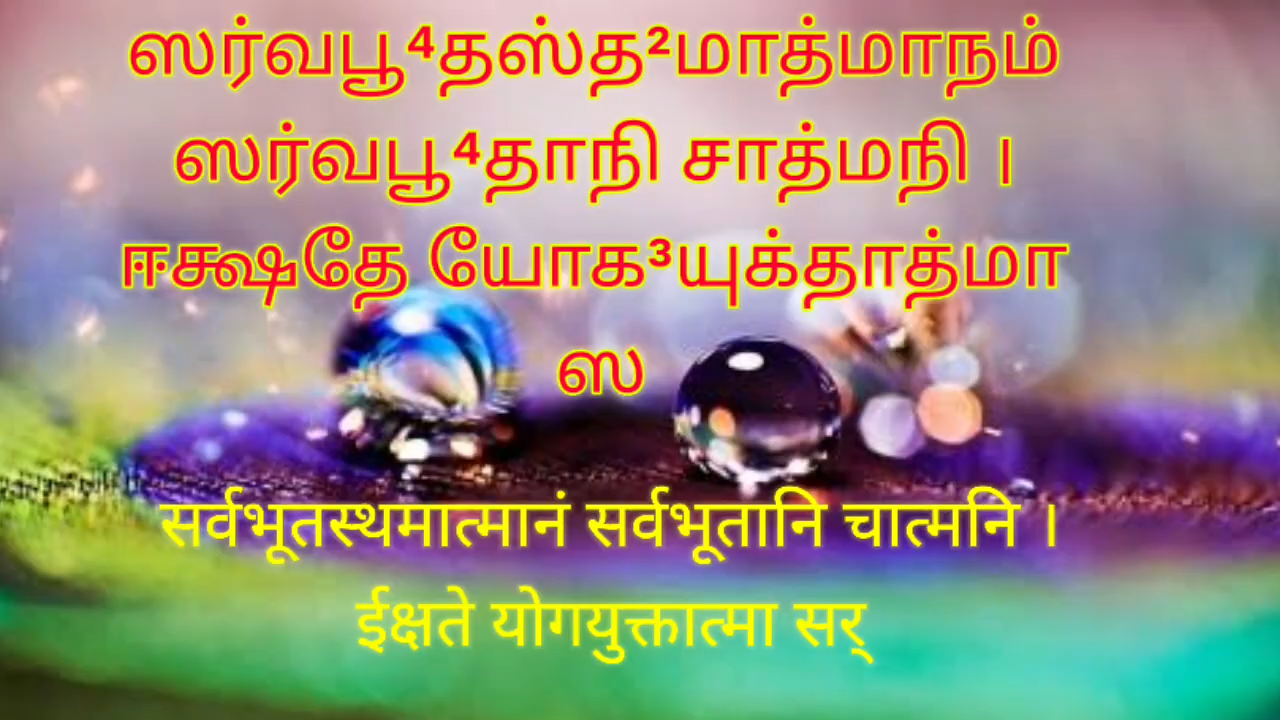 ஸர்வபூ⁴தஸ்த²மாத்மாநம்
ஸர்வபூ⁴தாநி சாத்மநி ।
ஈக்ஷதே யோக³யுக்தாத்மா
ஸ
सर्वभूतस्थमात्मानं सर्वभूतानि चात्मनि ।
ईक्षते योगयुक्तात्मा सर्